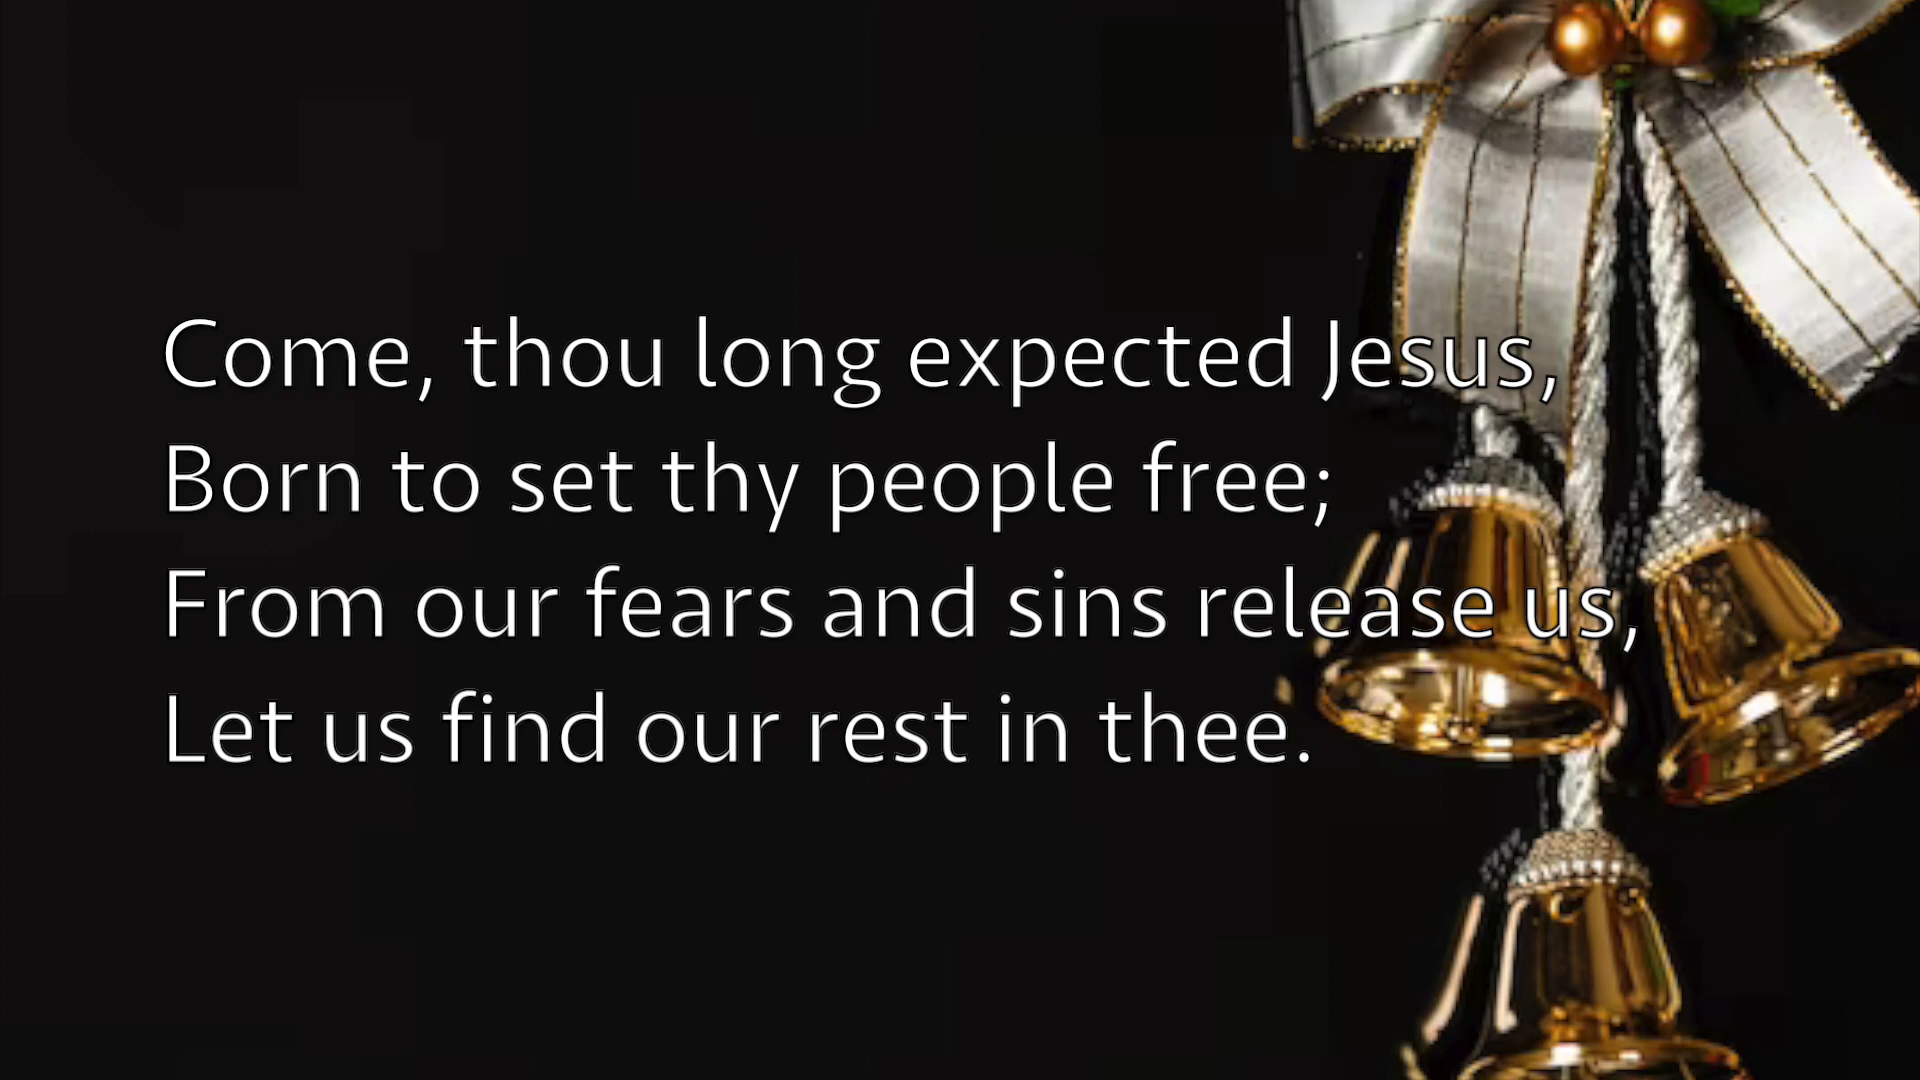 Come, thou long expected Jesus,
Born to set thy people free;
From our fears and sins release us,
Let us find our rest in thee.